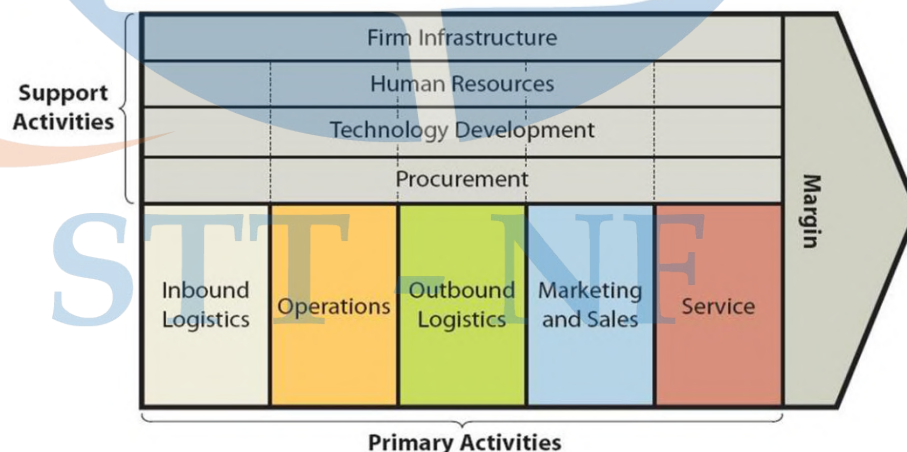 Firm Infrastructure
Human Resources
Technology Development
Procurement
Support
Activities
Inbound
Logistics
Operations
Outbound
Logistics
Marketing
and Sales
Service
Margin
Primary Activities
STT - NF